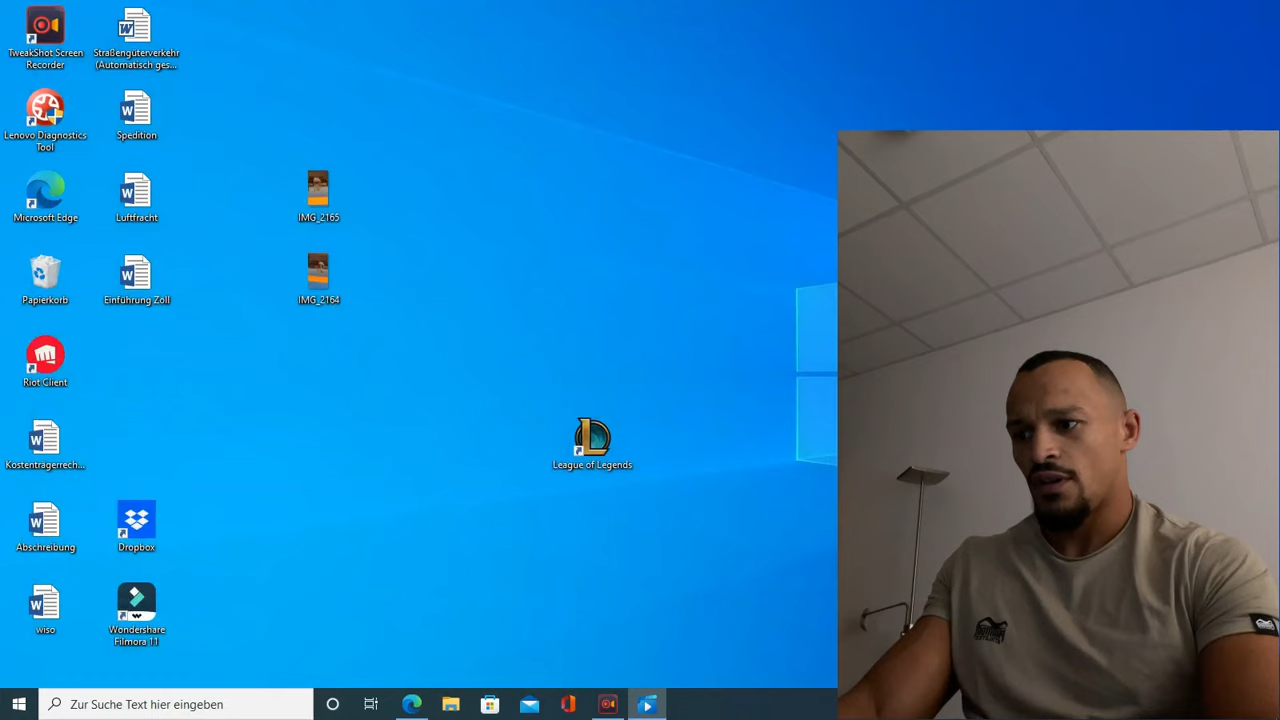 TweakShot Screen
Recorder
Straßengüterverkehr
(Automatisch ges...
Lenovo Diagnostics
Tool
Spedition
Microsoft Edge
Luftfracht
IMG_2165
Papierkorb
Einführung Zoll
IMG_2164
Riot Client
Kostenträgerrech...
League of Legends
Abschreibung
Dropbox
wiso
Wondershare
Filmora 11
Zur Suche Text hier eingeben